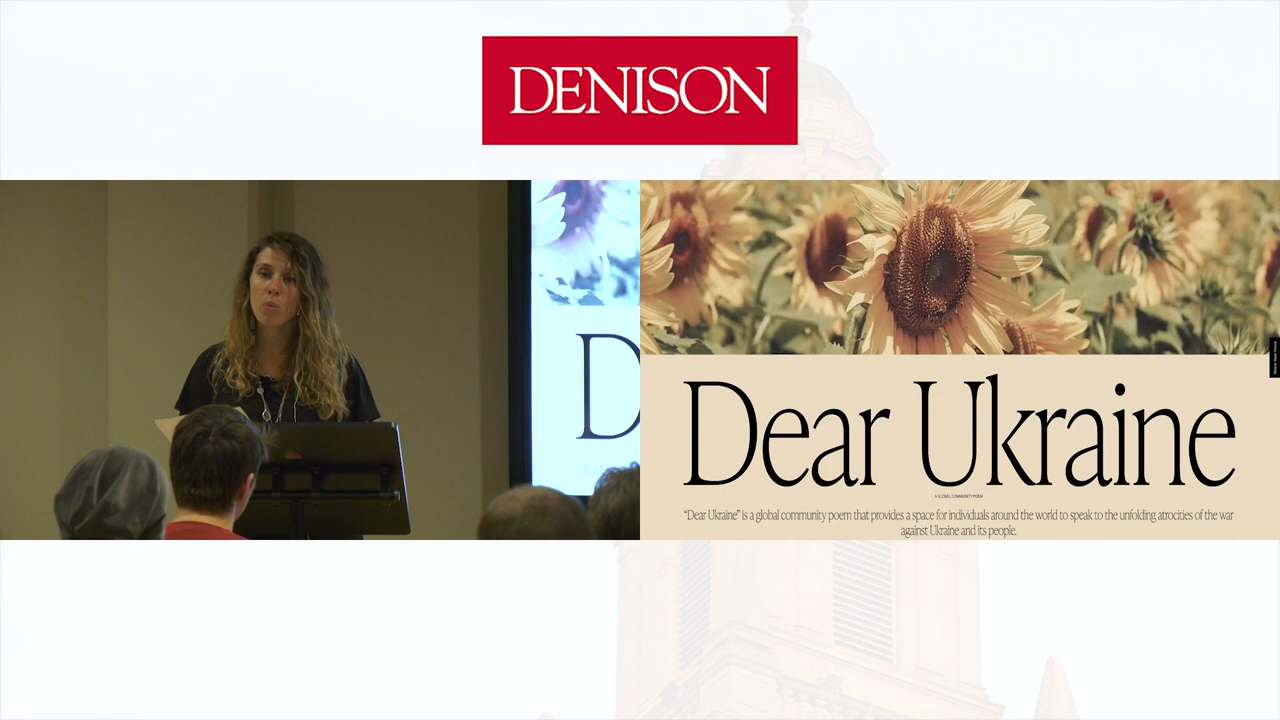 DENISON
D
Dear Ukraine
A GLOBAL COMMUNITY POEM
“Dear Ukraine” is a global community poem that provides a space for individuals around the world to speak to the unfolding atrocities of the war
against Ukraine and its people.